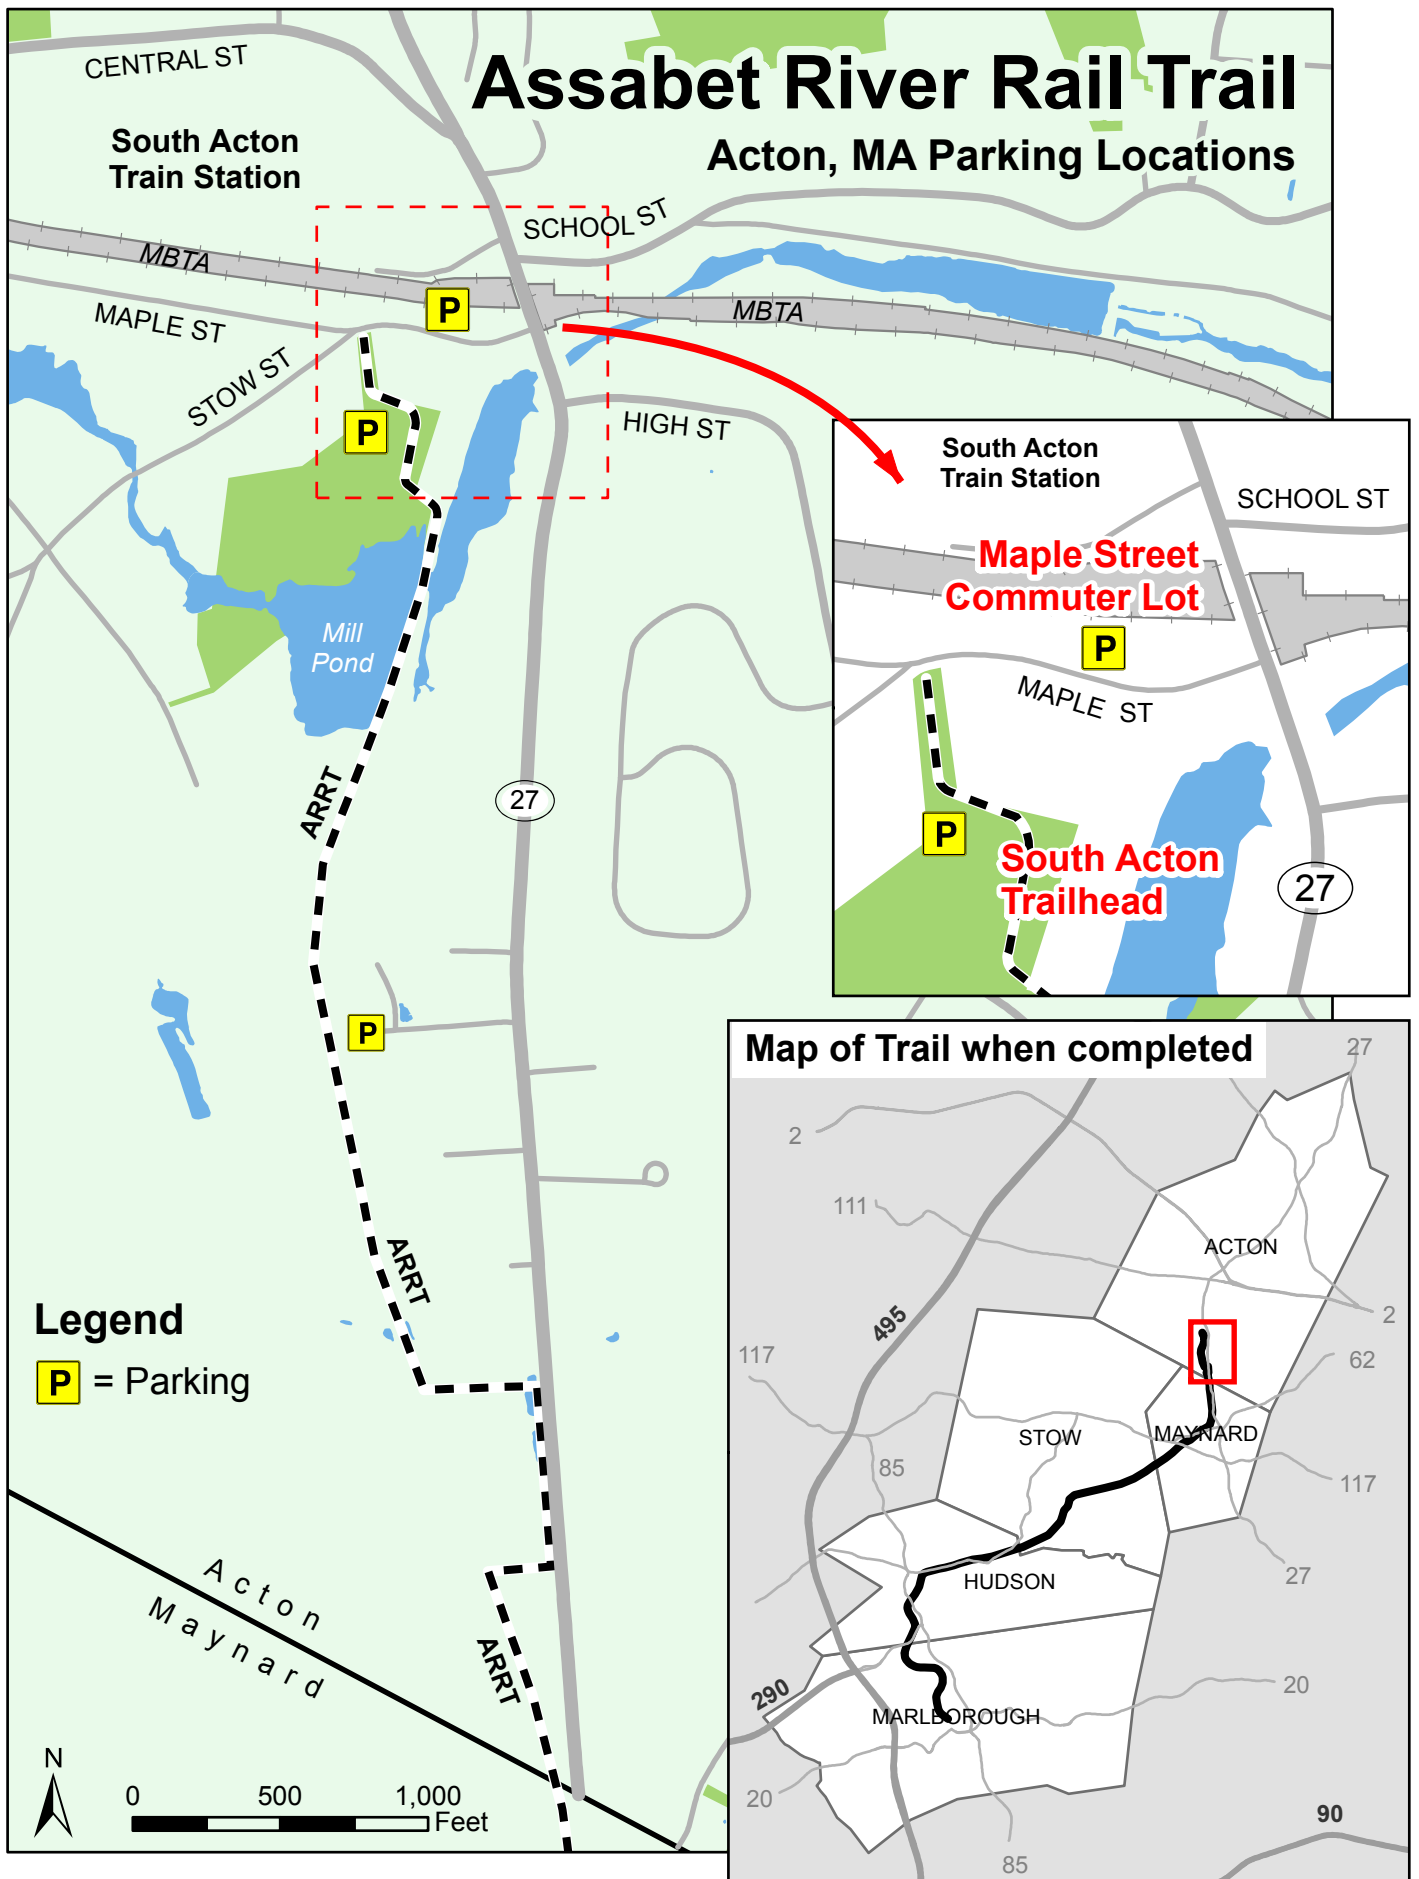 Assabet River Rail Trail
Acton, MA Parking Locations
CENTRAL ST
South Acton
Train Station
SCHOOL ST
MBTA
P
MBTA
MAPLE ST
STOW ST
P
HIGH ST
Mill
Pond
ARRT
27
P
ARRT
South Acton
Train Station
SCHOOL ST
Maple Street
Commuter Lot
P
MAPLE ST
P
South Acton
Trailhead
27
Legend
P = Parking
Acton
Maynard
ARRT
N
0 500 1,000
Feet
Map of Trail when completed
27
2
111
ACTON
495
2
117
62
STOW
MAYNARD
85
117
HUDSON
27
290
20
MARLBOROUGH
20
90
85